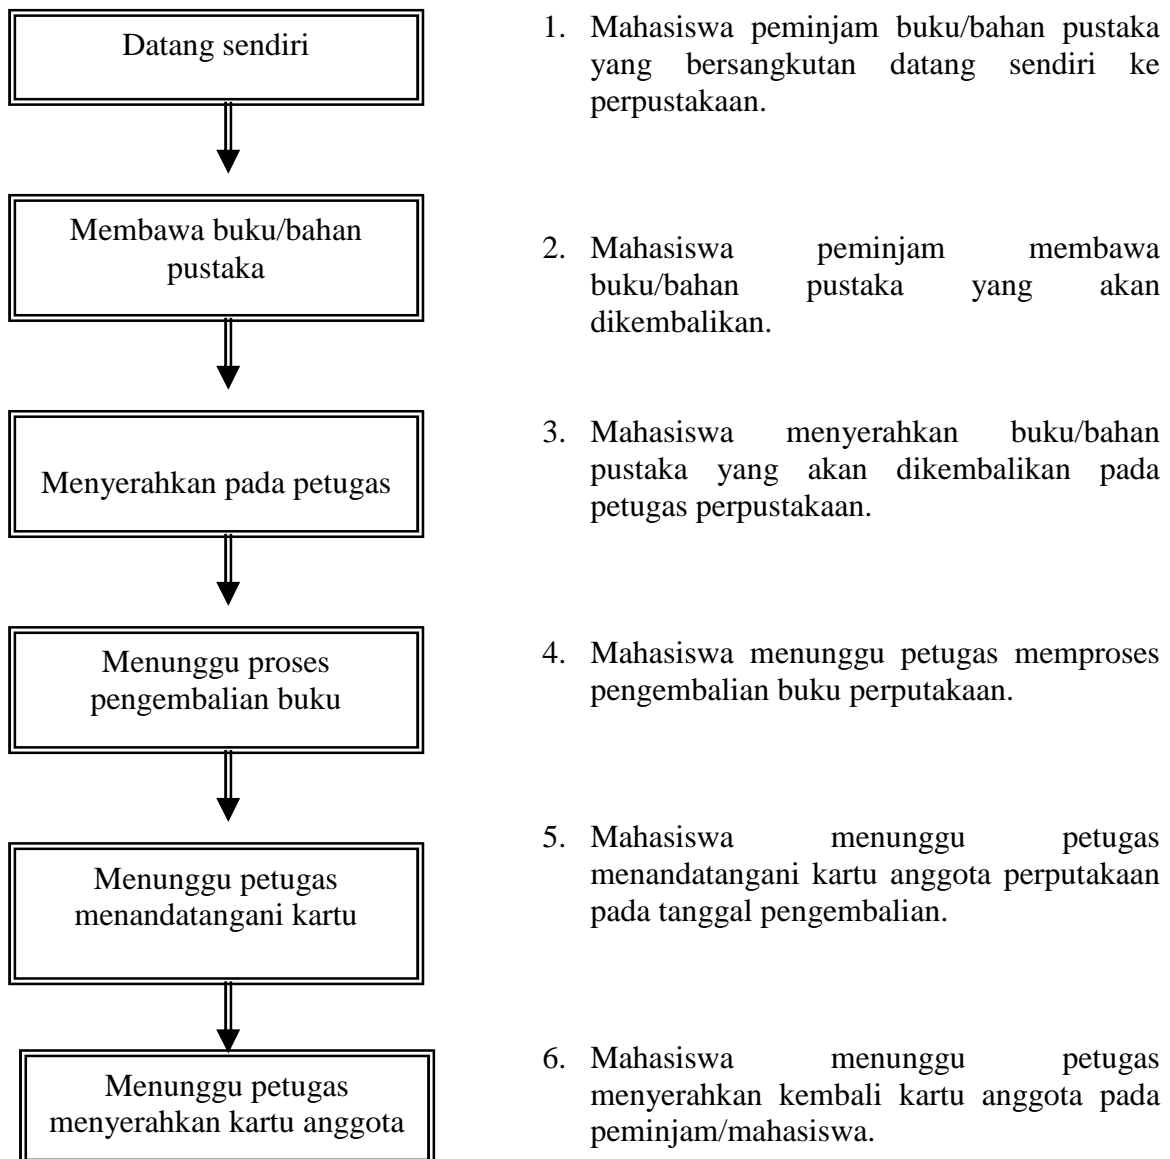 Datang sendiri
1. Mahasiswa peminjam buku/bahan pustaka
yang bersangkutan datang sendiri ke
perpustakaan.
Membawa buku/bahan
pustaka
2. Mahasiswa peminjam membawa
buku/bahan pustaka yang akan
dikembalikan.
Menyerahkan pada petugas
3. Mahasiswa menyerahkan buku/bahan
pustaka yang akan dikembalikan pada
petugas perpustakaan.
Menunggu proses
pengembalian buku
4. Mahasiswa menunggu petugas memproses
pengembalian buku perputakaan.
Menunggu petugas
menandatangani kartu
5. Mahasiswa menunggu petugas
menandatangani kartu anggota perputakaan
pada tanggal pengembalian.
Menunggu petugas
menyerahkan kartu anggota
6. Mahasiswa menunggu petugas
menyerahkan kembali kartu anggota pada
peminjam/mahasiswa.